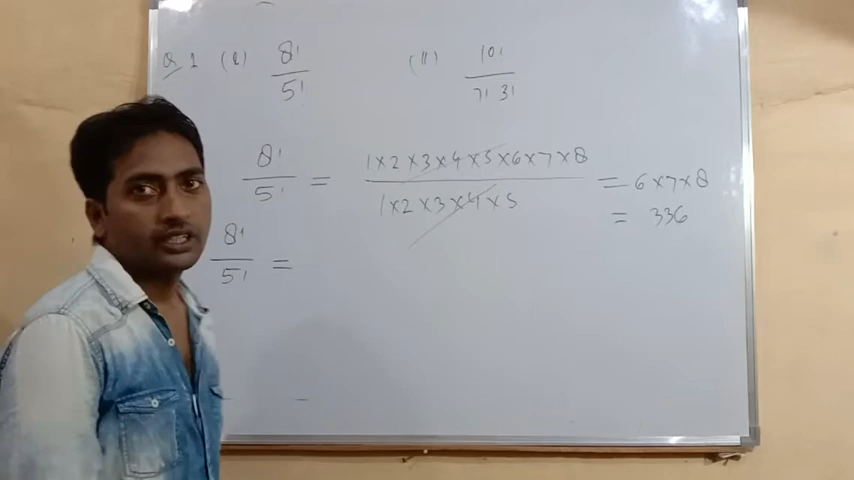 Q. 1 (i) 8! / 5! (ii) 10! / 7! 3!
8! / 5! = 1×2×3×4×5×6×7×8 / 1×2×3×4×5 = 6×7×8
= 336
8! / 5! =